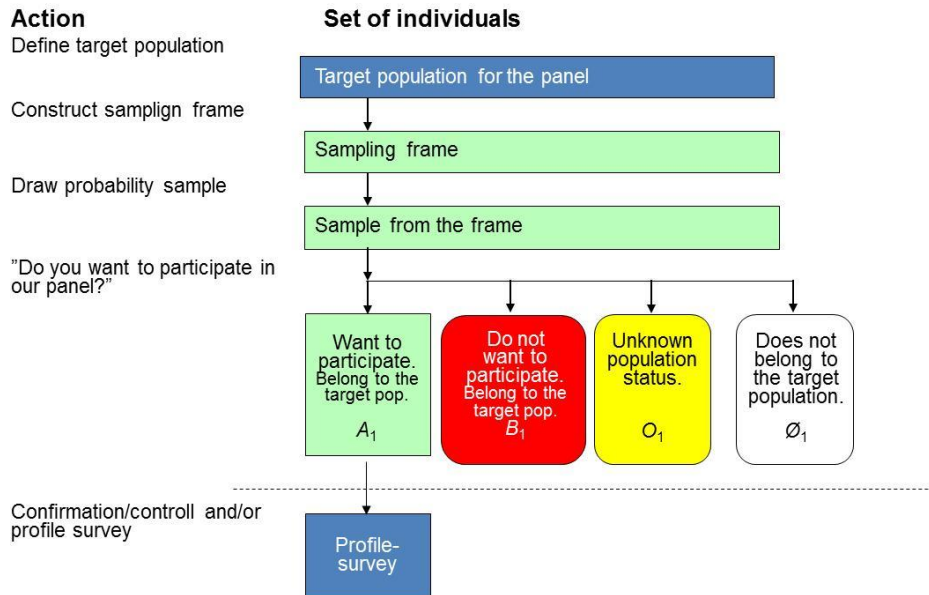 Action
Set of individuals
Define target population
Target population for the panel
Construct samplign frame
Sampling frame
Draw probability sample
Sample from the frame
”Do you want to participate in
our panel?”
Want to
participate.
Belong to the
target pop.
A1
Do not
want to
participate.
Belong to the
target pop.
B1
Unknown
population
status.
O1
Does not
belong to
the target
population.
Ø1
Confirmation/controll and/or
profile survey
Profile-
survey